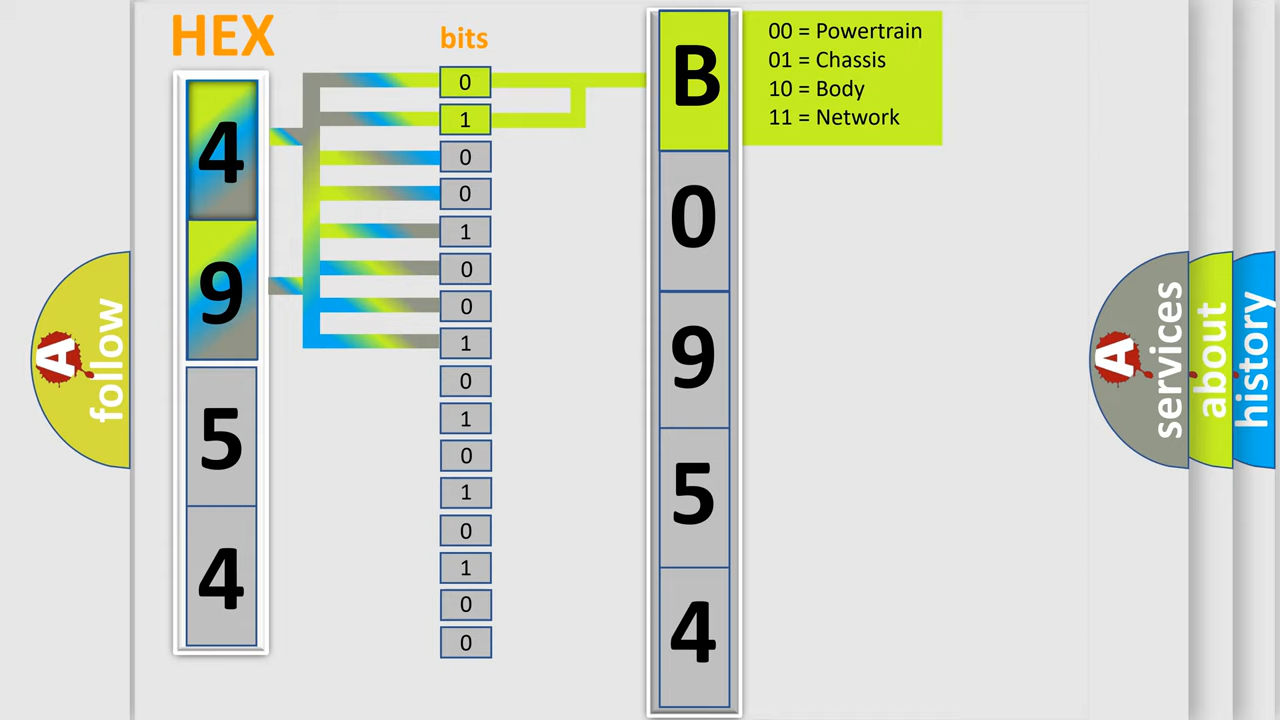 HEX
bits
4
9
5
4
0
1
0
0
1
0
0
1
0
1
0
1
0
1
0
0
B
0
9
5
4
00 = Powertrain
01 = Chassis
10 = Body
11 = Network
A
follow
A
services
about
history